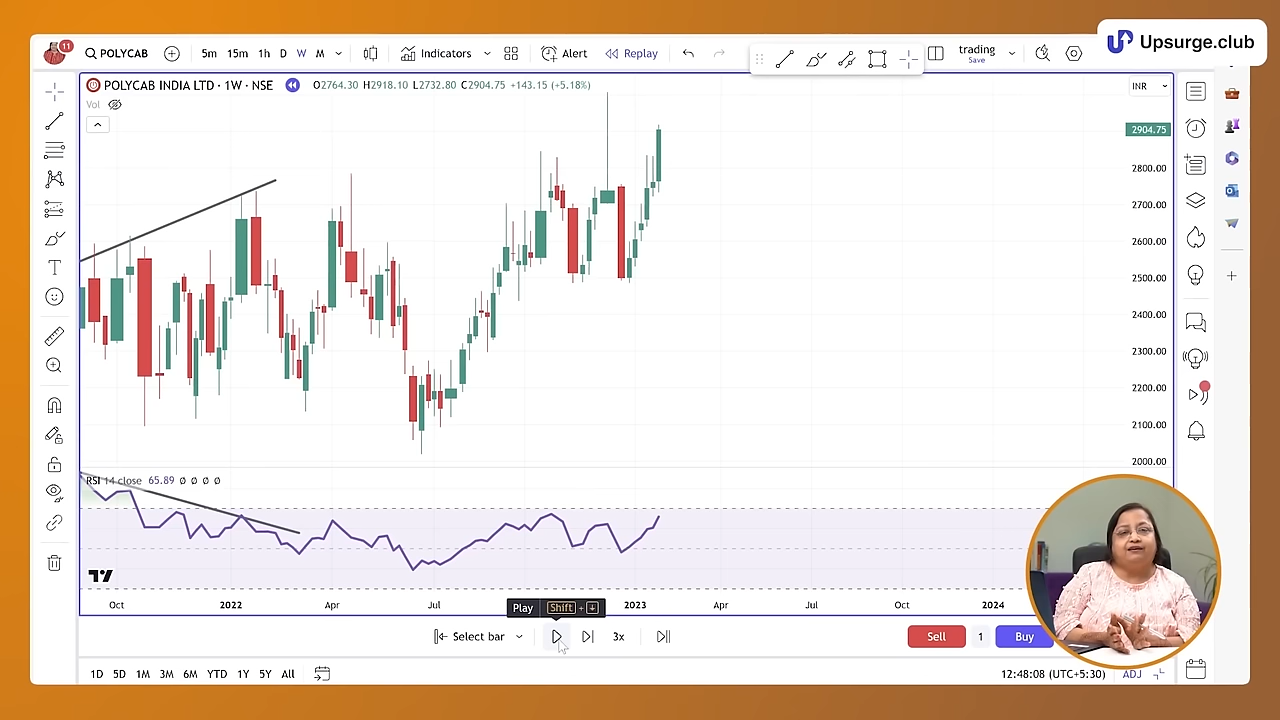 Upsurge.club
11
POLYCAB
5m 15m 1h D W M
Indicators
Alert
Replay
trading
Save
POLYCAB INDIA LTD · 1W · NSE
O2764.30 H2918.10 L2732.80 C2904.75 +143.15 (+5.18%)
INR
Vol
2904.75
2800.00
2700.00
2600.00
2500.00
2400.00
2300.00
2200.00
2100.00
2000.00
RSI 14 close 65.89 Ø Ø Ø Ø
Oct 2022 Apr Jul 2023 Apr Jul Oct 2024
Play Shift + ↓
Select bar
3x
Sell 1 Buy
1D 5D 1M 3M 6M YTD 1Y 5Y All
12:48:08 (UTC+5:30) ADJ